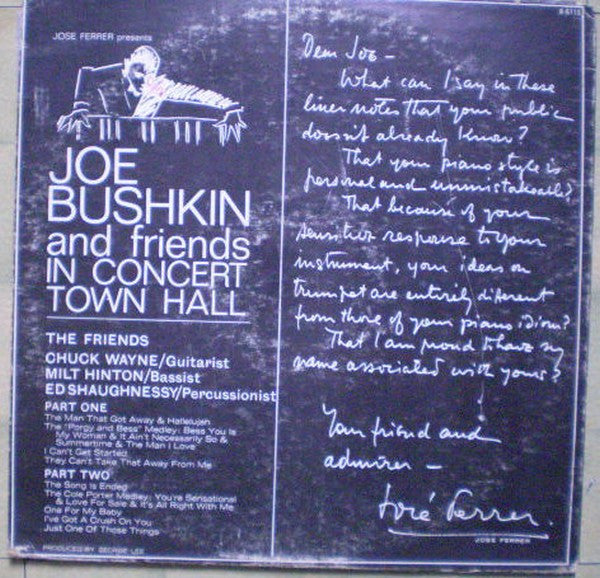 JOSE FERRER presents
JOE
BUSHKIN
and friends
IN CONCERT
TOWN HALL
THE FRIENDS
CHUCK WAYNE/Guitarist
MILT HINTON/Bassist
ED SHAUGHNESSY/Percussionist
PART ONE
The Man That Got Away & Hallelujah
The "Porgy and Bess" Medley: Bess You Is
My Woman & It Ain't Necessarily So &
Summertime & The Man I Love
I Can't Get Started
They Can't Take That Away From Me
PART TWO
The Song Is Ended
The Cole Porter Medley: You're Sensational
& Love For Sale & It's All Right With Me
One For My Baby
I've Got A Crush On You
Just One Of Those Things
PRODUCED BY GEORGE LEE
Dear Joe –
What can I say in these
liner notes that your public
doesn't already know?
That your piano style is
personal and unmistakeable?
That because of your
sensitive response to your
instrument, your ideas on
trumpet are entirely different
from those of your piano idiom?
That I am proud to have my
name associated with yours?
Your friend and
admirer –
José Ferrer.
JOSE FERRER